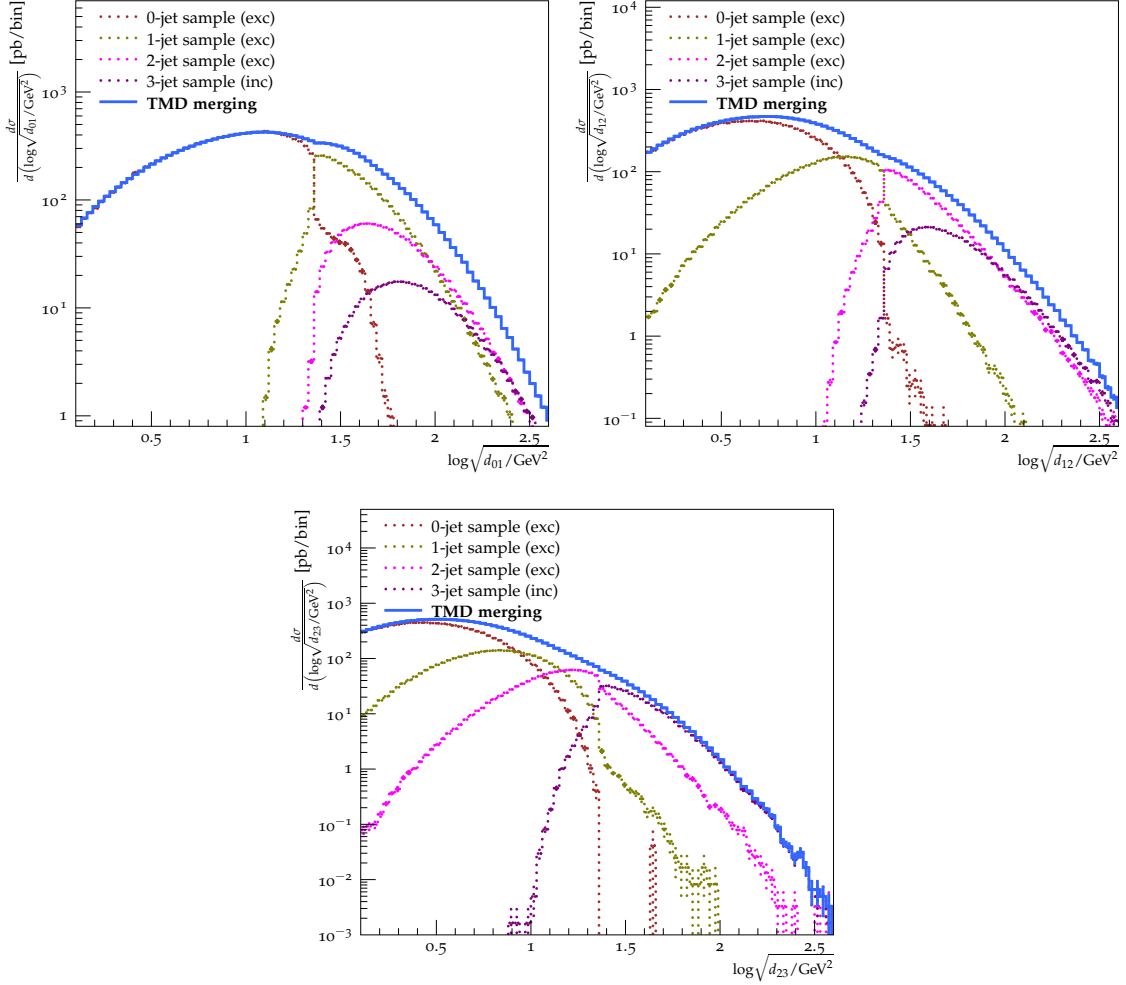 dσ / d(log√d₀₁/GeV²) [pb/bin]
0-jet sample (exc)
1-jet sample (exc)
2-jet sample (exc)
3-jet sample (inc)
TMD merging
10³
10²
10¹
1
0.5 1 1.5 2 2.5
log√d₀₁/GeV²
dσ / d(log√d₁₂/GeV²) [pb/bin]
0-jet sample (exc)
1-jet sample (exc)
2-jet sample (exc)
3-jet sample (inc)
TMD merging
10⁴
10³
10²
10¹
1
10⁻¹
0.5 1 1.5 2 2.5
log√d₁₂/GeV²
dσ / d(log√d₂₃/GeV²) [pb/bin]
0-jet sample (exc)
1-jet sample (exc)
2-jet sample (exc)
3-jet sample (inc)
TMD merging
10⁴
10³
10²
10¹
1
10⁻¹
10⁻²
10⁻³
0.5 1 1.5 2 2.5
log√d₂₃/GeV²